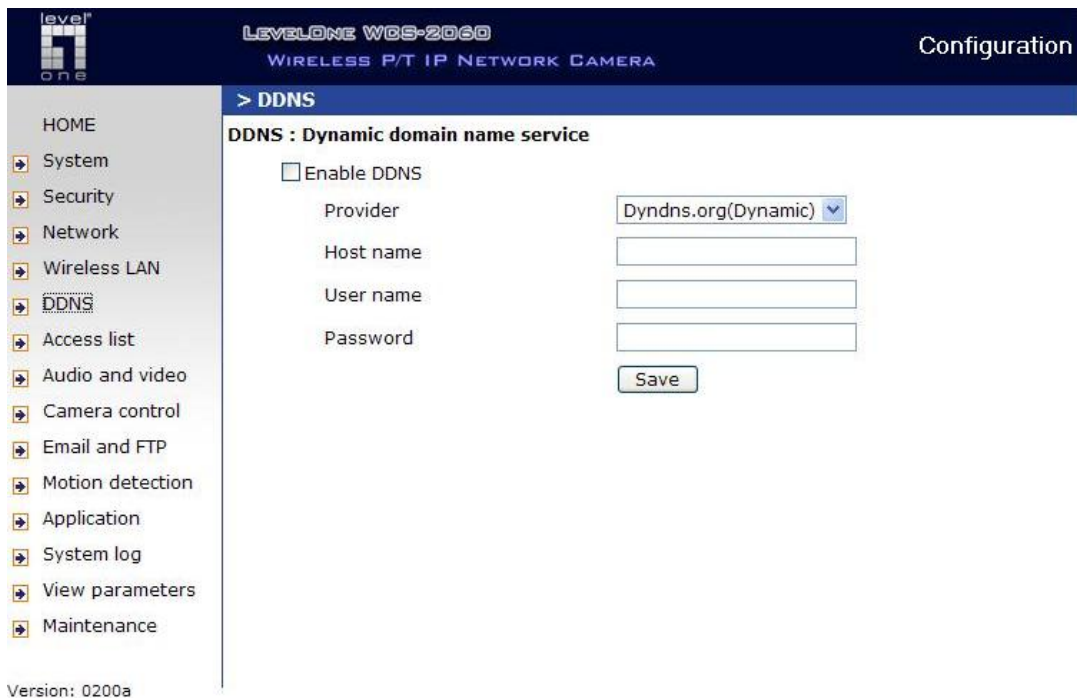 level one
LevelOne WCS-2060
Wireless P/T IP Network Camera
Configuration
HOME
System
Security
Network
Wireless LAN
DDNS
Access list
Audio and video
Camera control
Email and FTP
Motion detection
Application
System log
View parameters
Maintenance
Version: 0200a
> DDNS
DDNS : Dynamic domain name service
Enable DDNS
Provider Dyndns.org(Dynamic)
Host name
User name
Password
Save